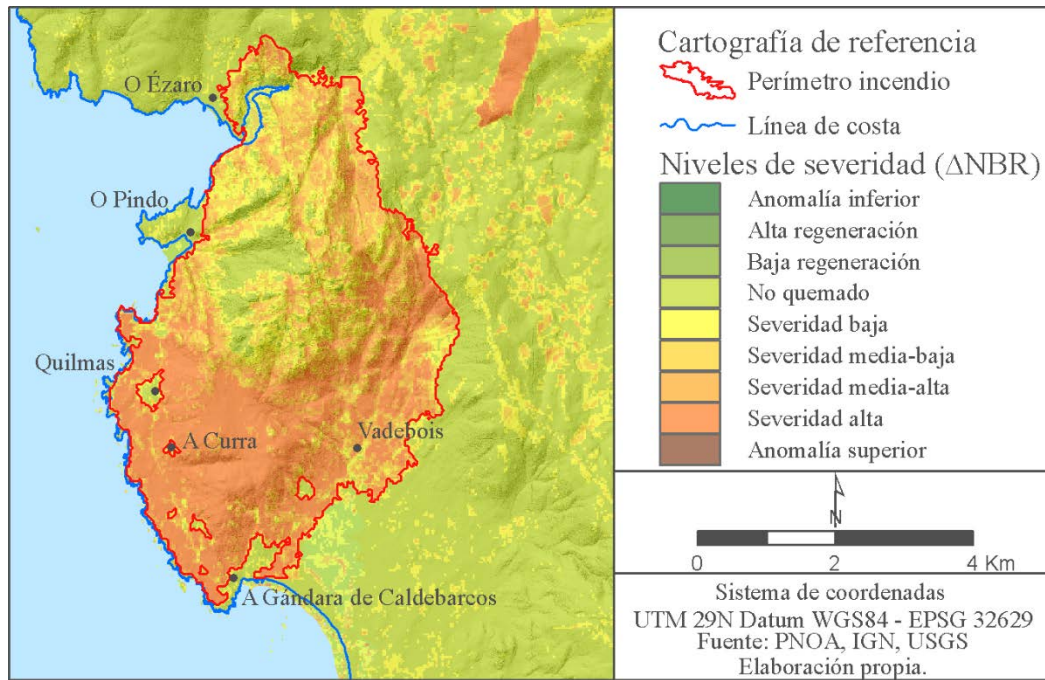 O Ézaro
O Pindo
Quilmas
A Curra
Vadebois
A Gándara de Caldebarcos
Cartografía de referencia
Perímetro incendio
Línea de costa
Niveles de severidad (ΔNBR)
Anomalía inferior
Alta regeneración
Baja regeneración
No quemado
Severidad baja
Severidad media-baja
Severidad media-alta
Severidad alta
Anomalía superior
N
0 2 4 Km
Sistema de coordenadas
UTM 29N Datum WGS84 - EPSG 32629
Fuente: PNOA, IGN, USGS
Elaboración propia.